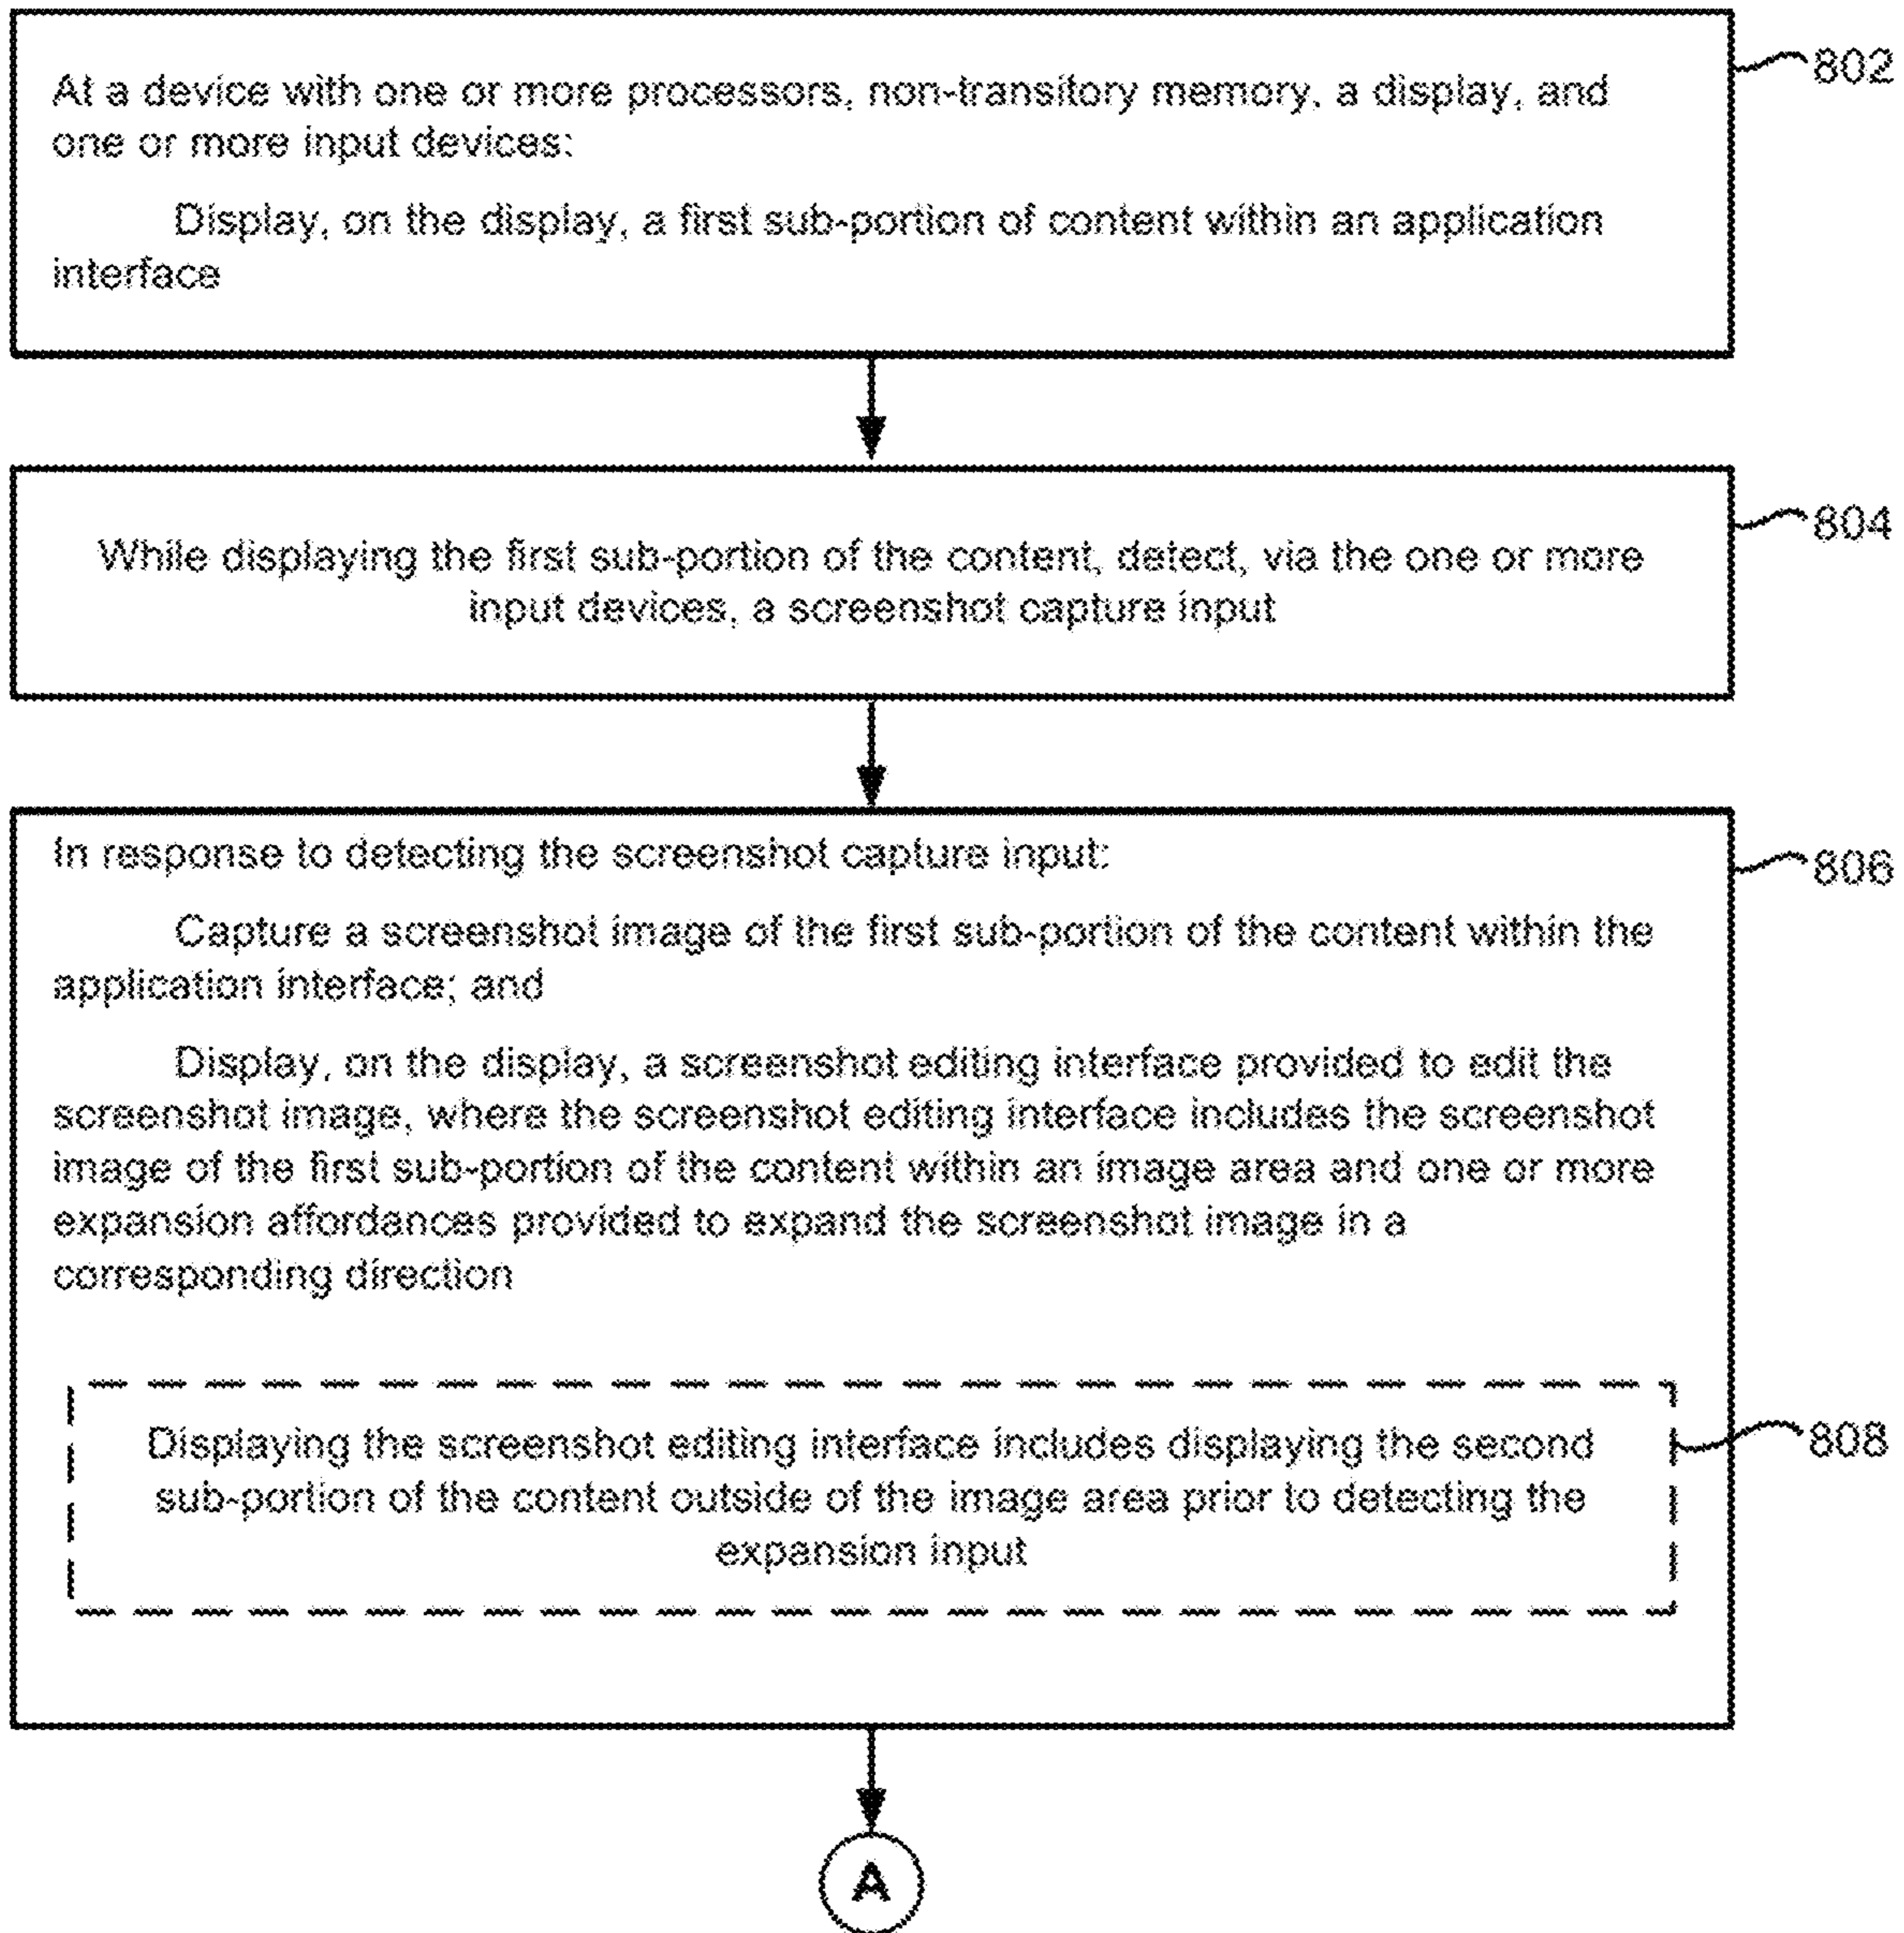 At a device with one or more processors, non-transitory memory, a display, and
one or more input devices:
Display, on the display, a first sub-portion of content within an application
interface
802
While displaying the first sub-portion of the content, detect, via the one or more
input devices, a screenshot capture input
804
In response to detecting the screenshot capture input:
Capture a screenshot image of the first sub-portion of the content within the
application interface; and
Display, on the display, a screenshot editing interface provided to edit the
screenshot image, where the screenshot editing interface includes the screenshot
image of the first sub-portion of the content within an image area and one or more
expansion affordances provided to expand the screenshot image in a
corresponding direction
806
Displaying the screenshot editing interface includes displaying the second
sub-portion of the content outside of the image area prior to detecting the
expansion input
808
A